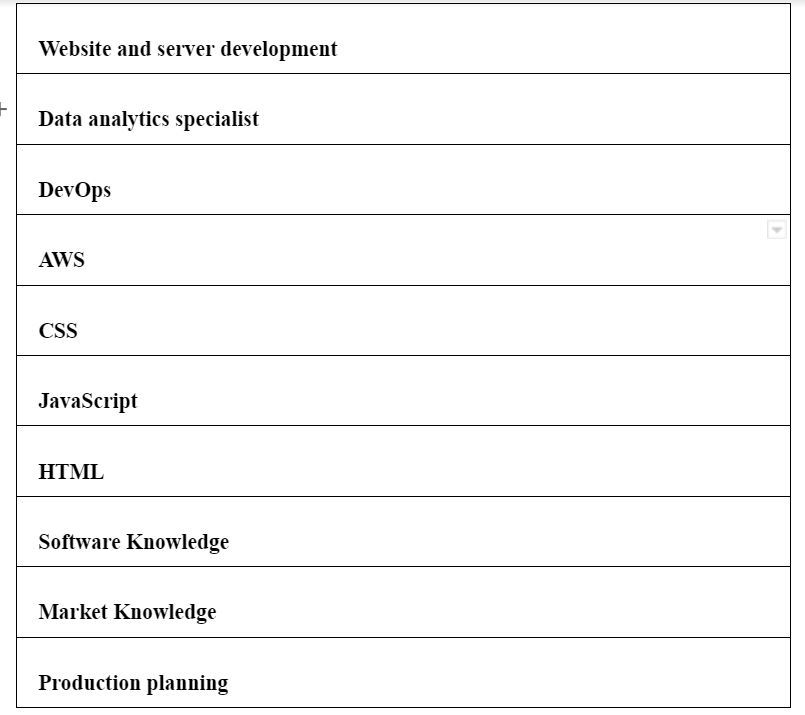 Website and server development
Data analytics specialist
DevOps
AWS
CSS
JavaScript
HTML
Software Knowledge
Market Knowledge
Production planning